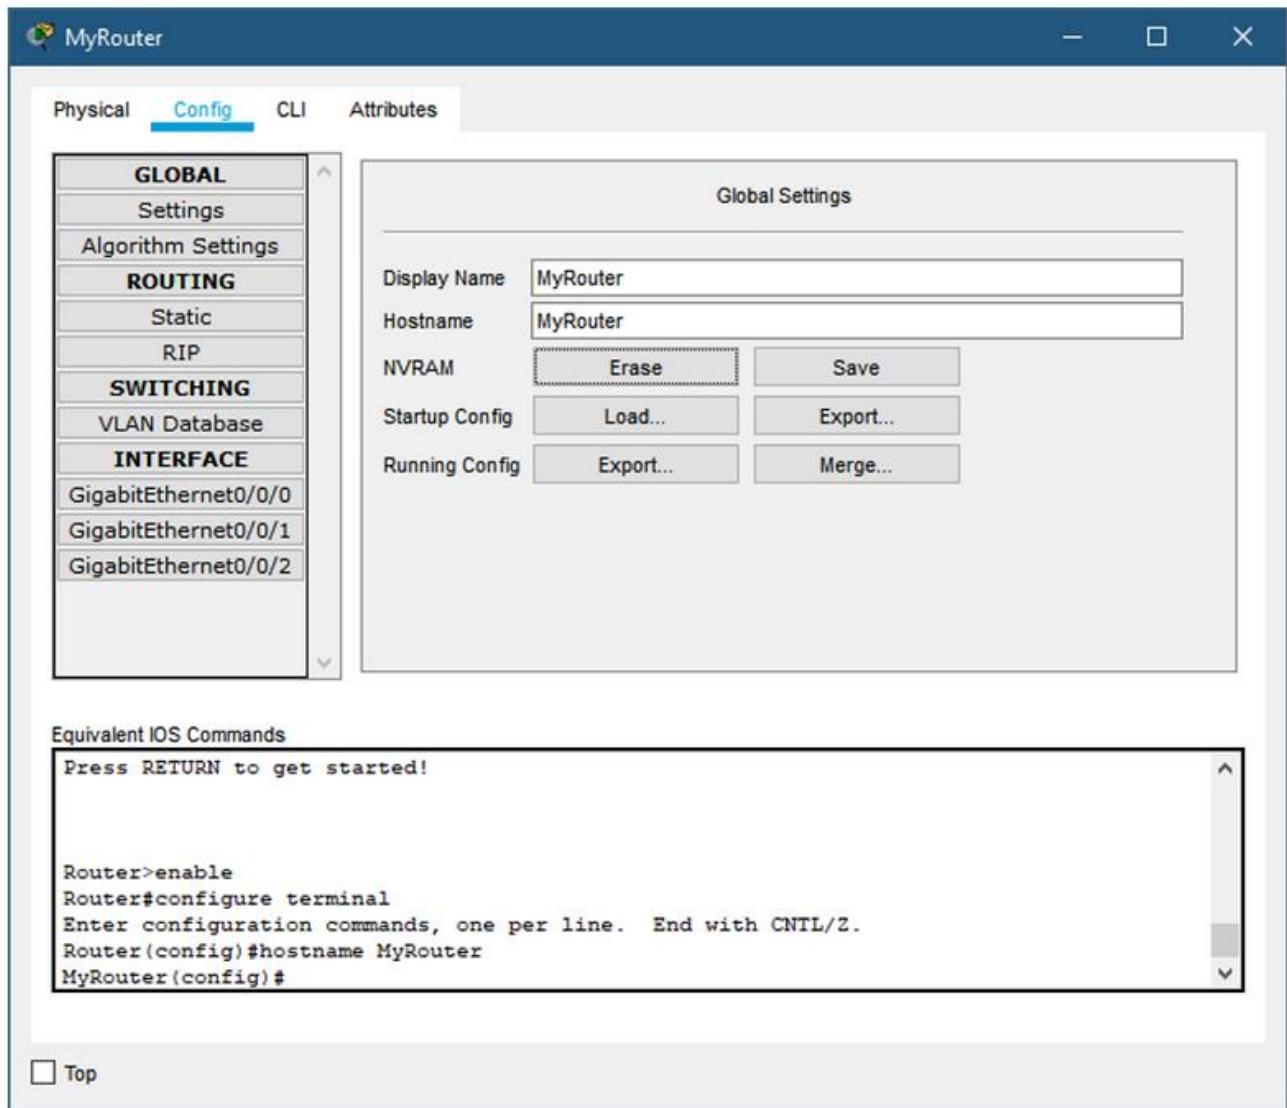 MyRouter
Physical Config CLI Attributes
GLOBAL
Settings
Algorithm Settings
ROUTING
Static
RIP
SWITCHING
VLAN Database
INTERFACE
GigabitEthernet0/0/0
GigabitEthernet0/0/1
GigabitEthernet0/0/2
Global Settings
Display Name MyRouter
Hostname MyRouter
NVRAM Erase Save
Startup Config Load... Export...
Running Config Export... Merge...
Equivalent IOS Commands
Press RETURN to get started!
Router>enable
Router#configure terminal
Enter configuration commands, one per line.  End with CNTL/Z.
Router(config)#hostname MyRouter
MyRouter(config)#
Top